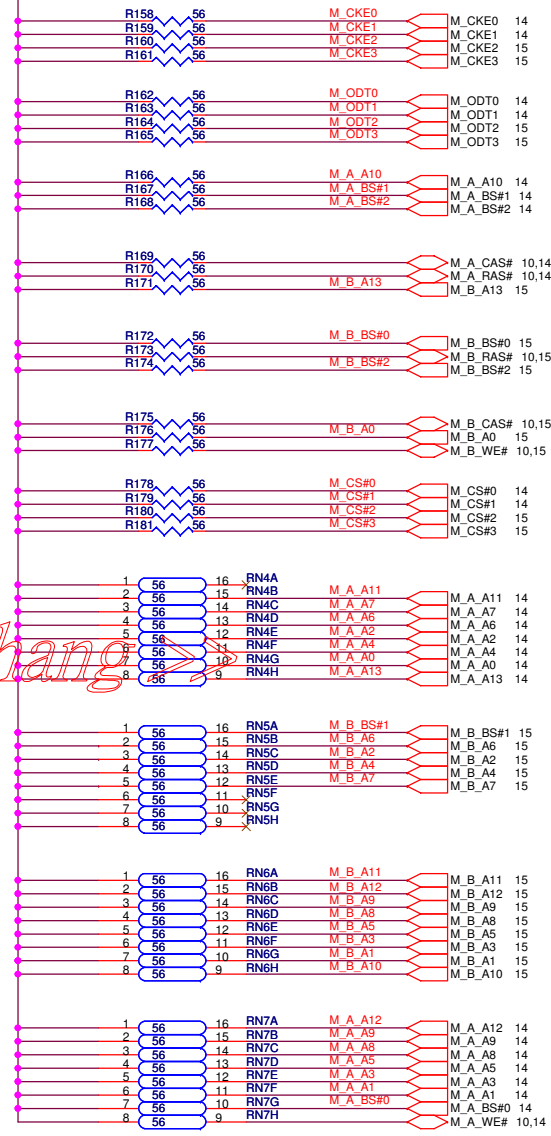 R158 56 M_CKE0 M_CKE0 14
R159 56 M_CKE1 M_CKE1 14
R160 56 M_CKE2 M_CKE2 15
R161 56 M_CKE3 M_CKE3 15
R162 56 M_ODT0 M_ODT0 14
R163 56 M_ODT1 M_ODT1 14
R164 56 M_ODT2 M_ODT2 15
R165 56 M_ODT3 M_ODT3 15
R166 56 M_A_A10 M_A_A10 14
R167 56 M_A_BS#1 M_A_BS#1 14
R168 56 M_A_BS#2 M_A_BS#2 14
R169 56 M_A_CAS# 10,14
R170 56 M_A_RAS# 10,14
R171 56 M_B_A13 M_B_A13 15
R172 56 M_B_BS#0 M_B_BS#0 15
R173 56 M_B_RAS# 10,15
R174 56 M_B_BS#2 M_B_BS#2 15
R175 56 M_B_CAS# 10,15
R176 56 M_B_A0 M_B_A0 15
R177 56 M_B_WE# 10,15
R178 56 M_CS#0 M_CS#0 14
R179 56 M_CS#1 M_CS#1 14
R180 56 M_CS#2 M_CS#2 15
R181 56 M_CS#3 M_CS#3 15
1 56 16 RN4A
2 56 15 RN4B M_A_A11 M_A_A11 14
3 56 14 RN4C M_A_A7 M_A_A7 14
4 56 13 RN4D M_A_A6 M_A_A6 14
5 56 12 RN4E M_A_A2 M_A_A2 14
6 56 11 RN4F M_A_A4 M_A_A4 14
7 56 10 RN4G M_A_A0 M_A_A0 14
8 56 9 RN4H M_A_A13 M_A_A13 14
hang >>
1 56 16 RN5A M_B_BS#1 M_B_BS#1 15
2 56 15 RN5B M_B_A6 M_B_A6 15
3 56 14 RN5C M_B_A2 M_B_A2 15
4 56 13 RN5D M_B_A4 M_B_A4 15
5 56 12 RN5E M_B_A7 M_B_A7 15
6 56 11 RN5F
7 56 10 RN5G
8 56 9 RN5H
1 56 16 RN6A M_B_A11 M_B_A11 15
2 56 15 RN6B M_B_A12 M_B_A12 15
3 56 14 RN6C M_B_A9 M_B_A9 15
4 56 13 RN6D M_B_A8 M_B_A8 15
5 56 12 RN6E M_B_A5 M_B_A5 15
6 56 11 RN6F M_B_A3 M_B_A3 15
7 56 10 RN6G M_B_A1 M_B_A1 15
8 56 9 RN6H M_B_A10 M_B_A10 15
1 56 16 RN7A M_A_A12 M_A_A12 14
2 56 15 RN7B M_A_A9 M_A_A9 14
3 56 14 RN7C M_A_A8 M_A_A8 14
4 56 13 RN7D M_A_A5 M_A_A5 14
5 56 12 RN7E M_A_A3 M_A_A3 14
6 56 11 RN7F M_A_A1 M_A_A1 14
7 56 10 RN7G M_A_BS#0 M_A_BS#0 14
8 56 9 RN7H M_A_WE# 10,14